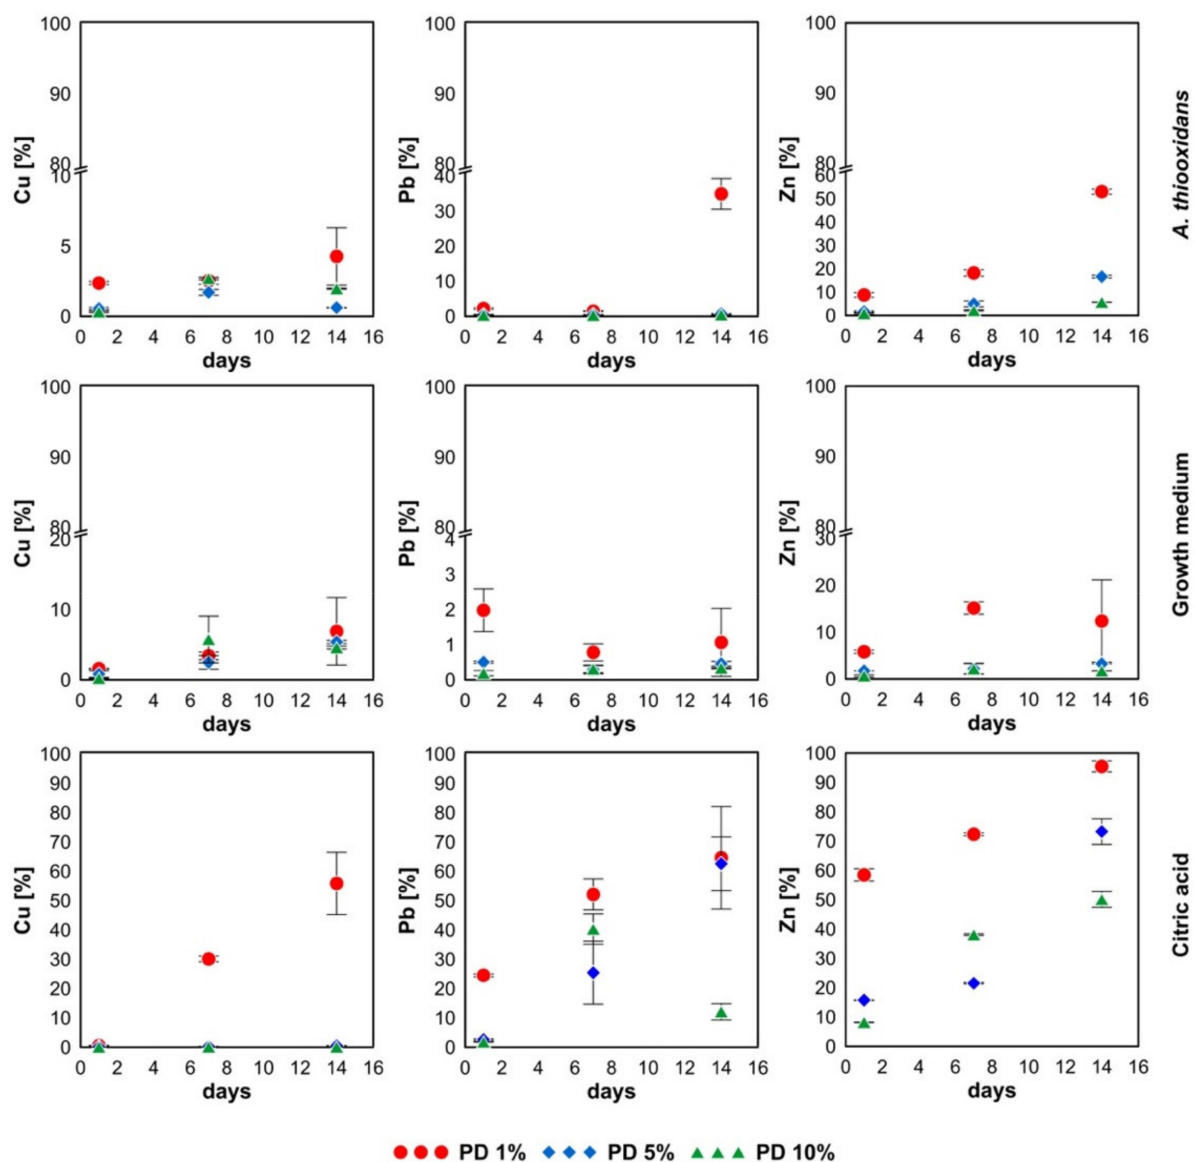 100 100 100
90 90 90
80 80 80
10 40 60
50
30
40
5 20 30
20
10
10
0 0 0
0 2 4 6 8 10 12 14 16 0 2 4 6 8 10 12 14 16 0 2 4 6 8 10 12 14 16
days days days
Cu [%] Pb [%] Zn [%] A. thiooxidans
100 100 100
90 90 90
80 80 80
20 4 30
3
20
10 2
10
1
0 0 0
0 2 4 6 8 10 12 14 16 0 2 4 6 8 10 12 14 16 0 2 4 6 8 10 12 14 16
days days days
Cu [%] Pb [%] Zn [%] Growth medium
100 100 100
90 90 90
80 80 80
70 70 70
60 60 60
50 50 50
40 40 40
30 30 30
20 20 20
10 10 10
0 0 0
0 2 4 6 8 10 12 14 16 0 2 4 6 8 10 12 14 16 0 2 4 6 8 10 12 14 16
days days days
Cu [%] Pb [%] Zn [%] Citric acid
PD 1% PD 5% PD 10%